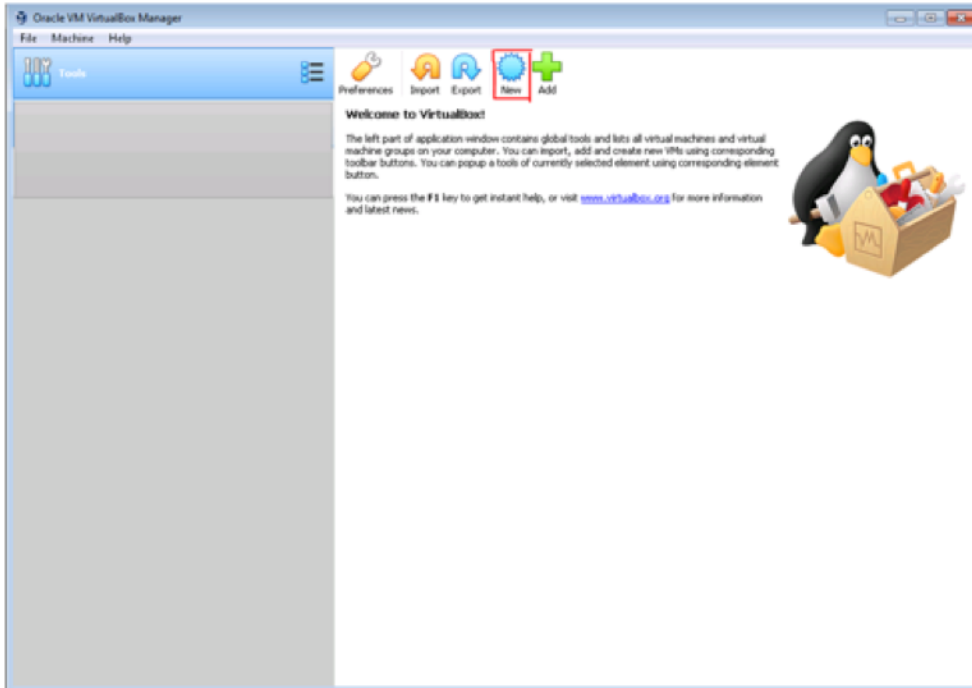 Oracle VM VirtualBox Manager
File Machine Help
Tools
Preferences Import Export New Add
Welcome to VirtualBox!
The left part of application window contains global tools and lists all virtual machines and virtual
machine groups on your computer. You can import, add and create new VMs using corresponding
toolbar buttons. You can popup a tools of currently selected element using corresponding element
button.
You can press the F1 key to get instant help, or visit www.virtualbox.org for more information
and latest news.
VM